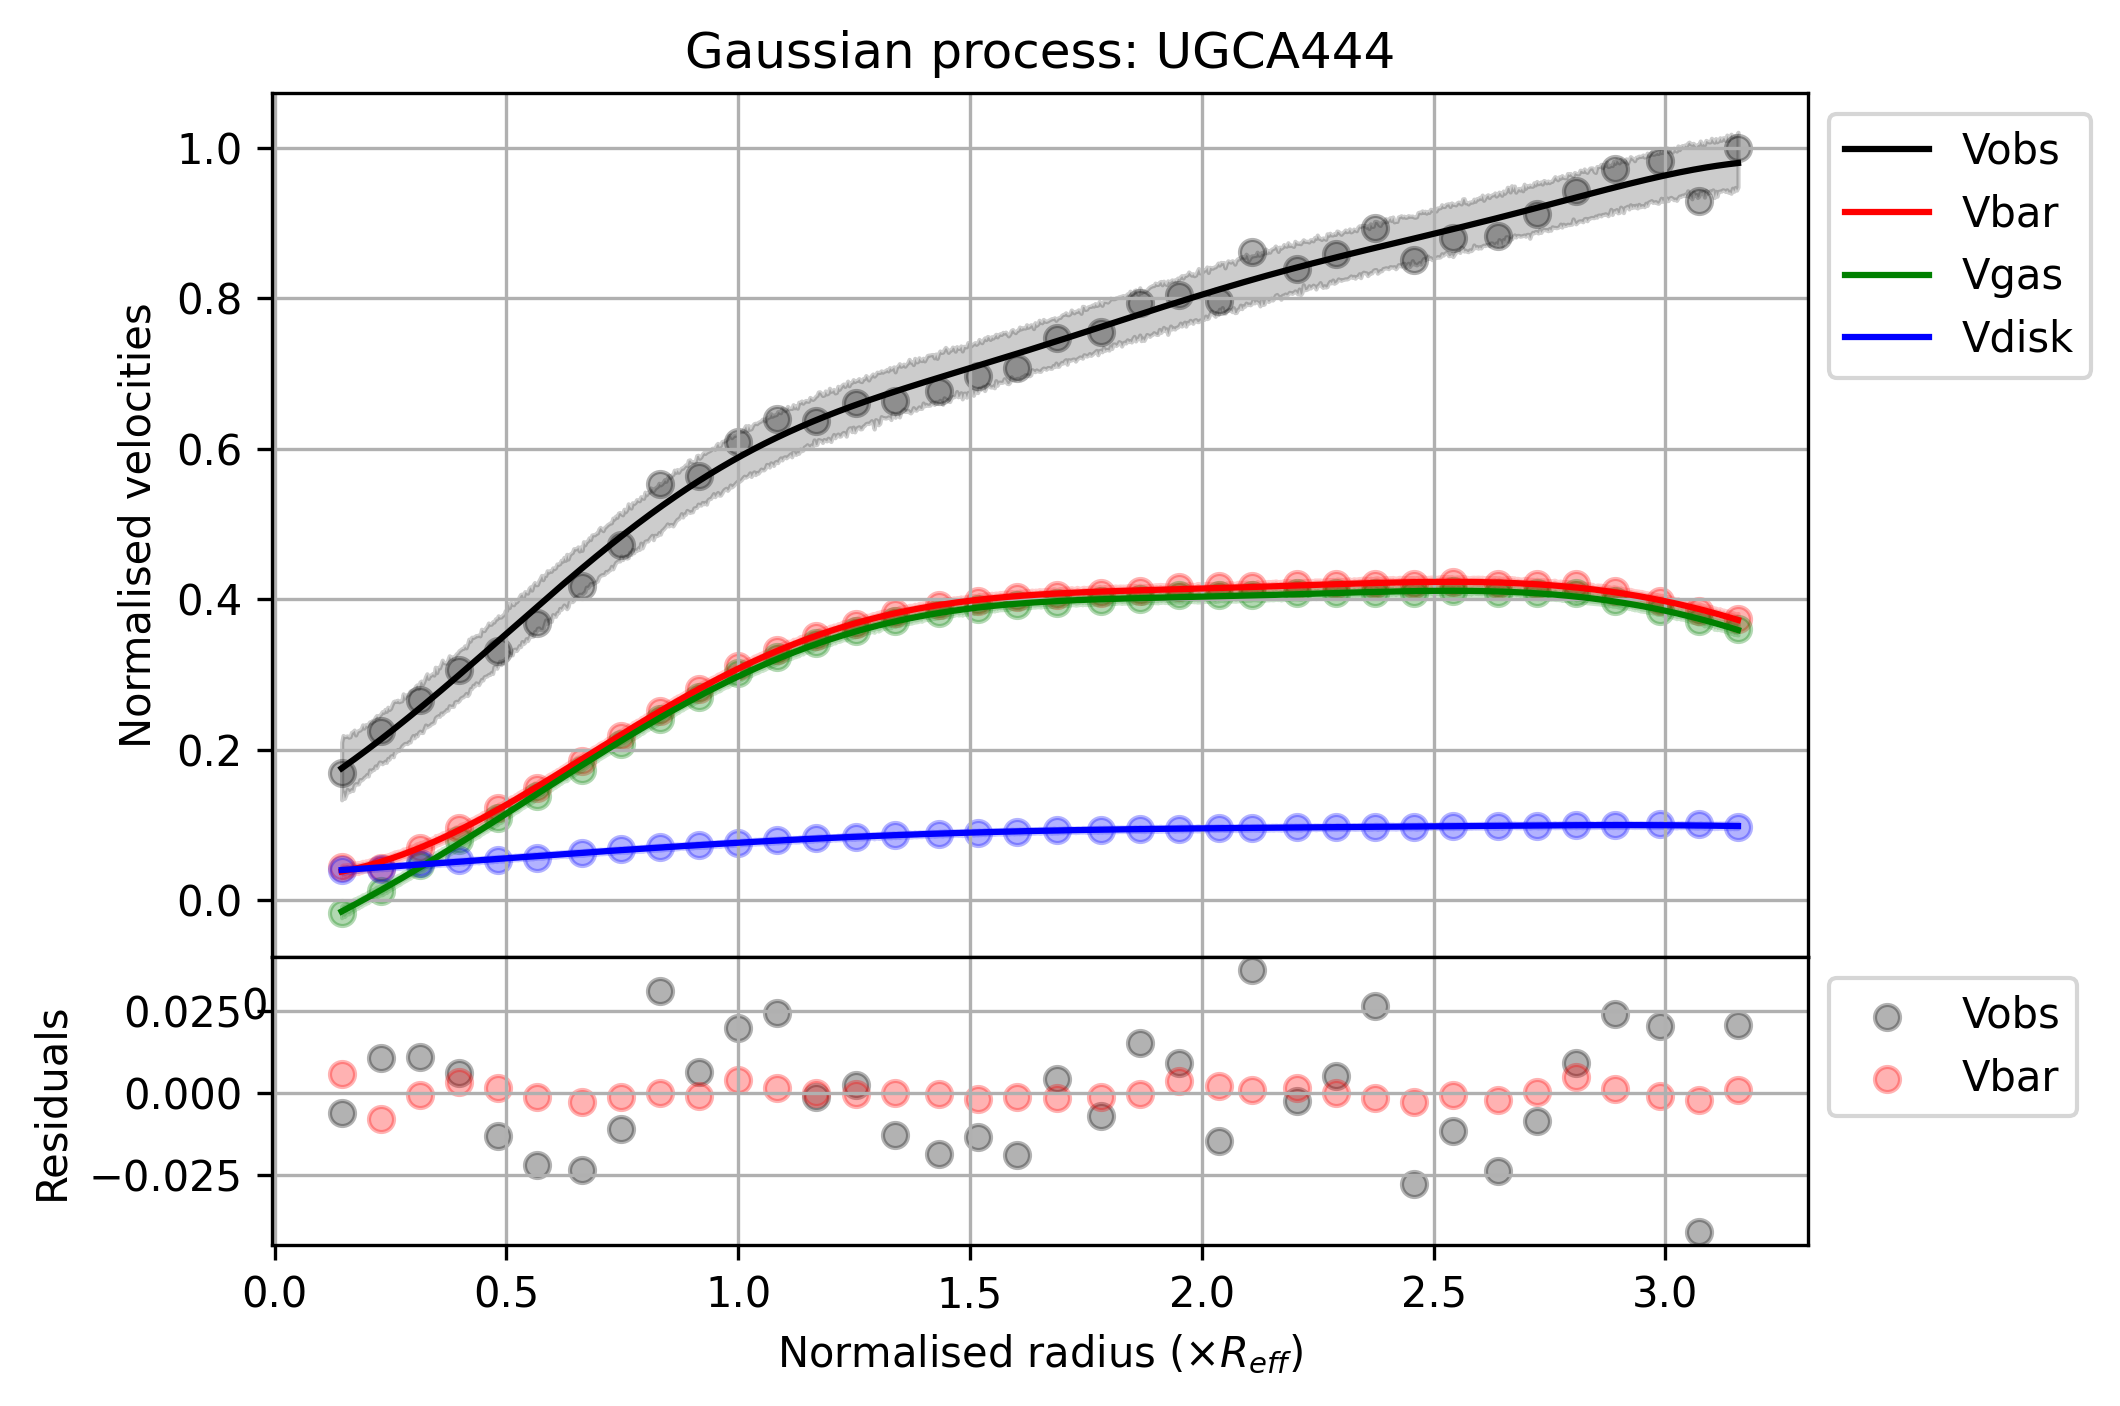 Gaussian process: UGCA444
Normalised velocities
1.0
0.8
0.6
0.4
0.2
0.0
Vobs
Vbar
Vgas
Vdisk
Residuals
0.025
0
0.000
−0.025
Vobs
Vbar
0.0 0.5 1.0 1.5 2.0 2.5 3.0
Normalised radius (×R_eff)